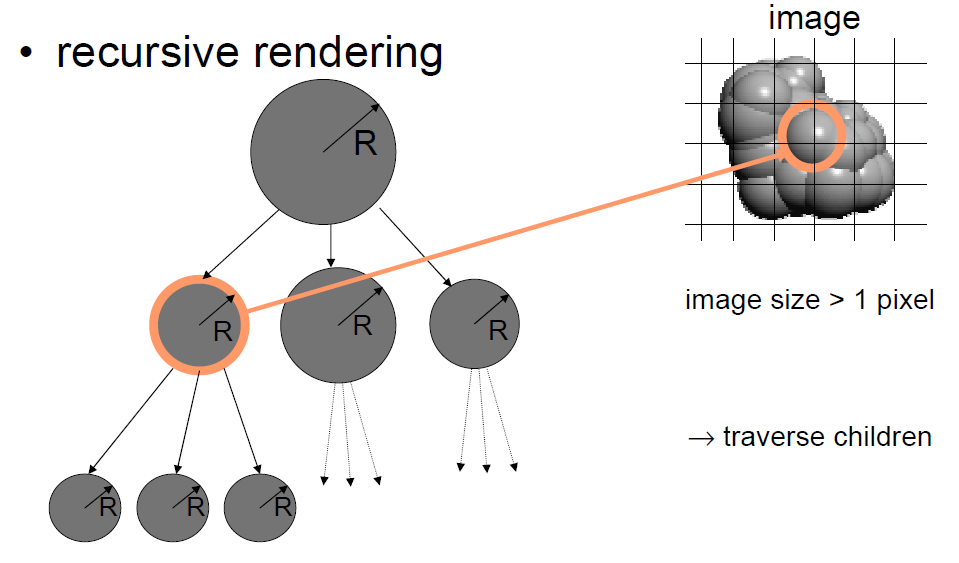 • recursive rendering
image
R
R
R
R
image size > 1 pixel
→ traverse children
R
R
R